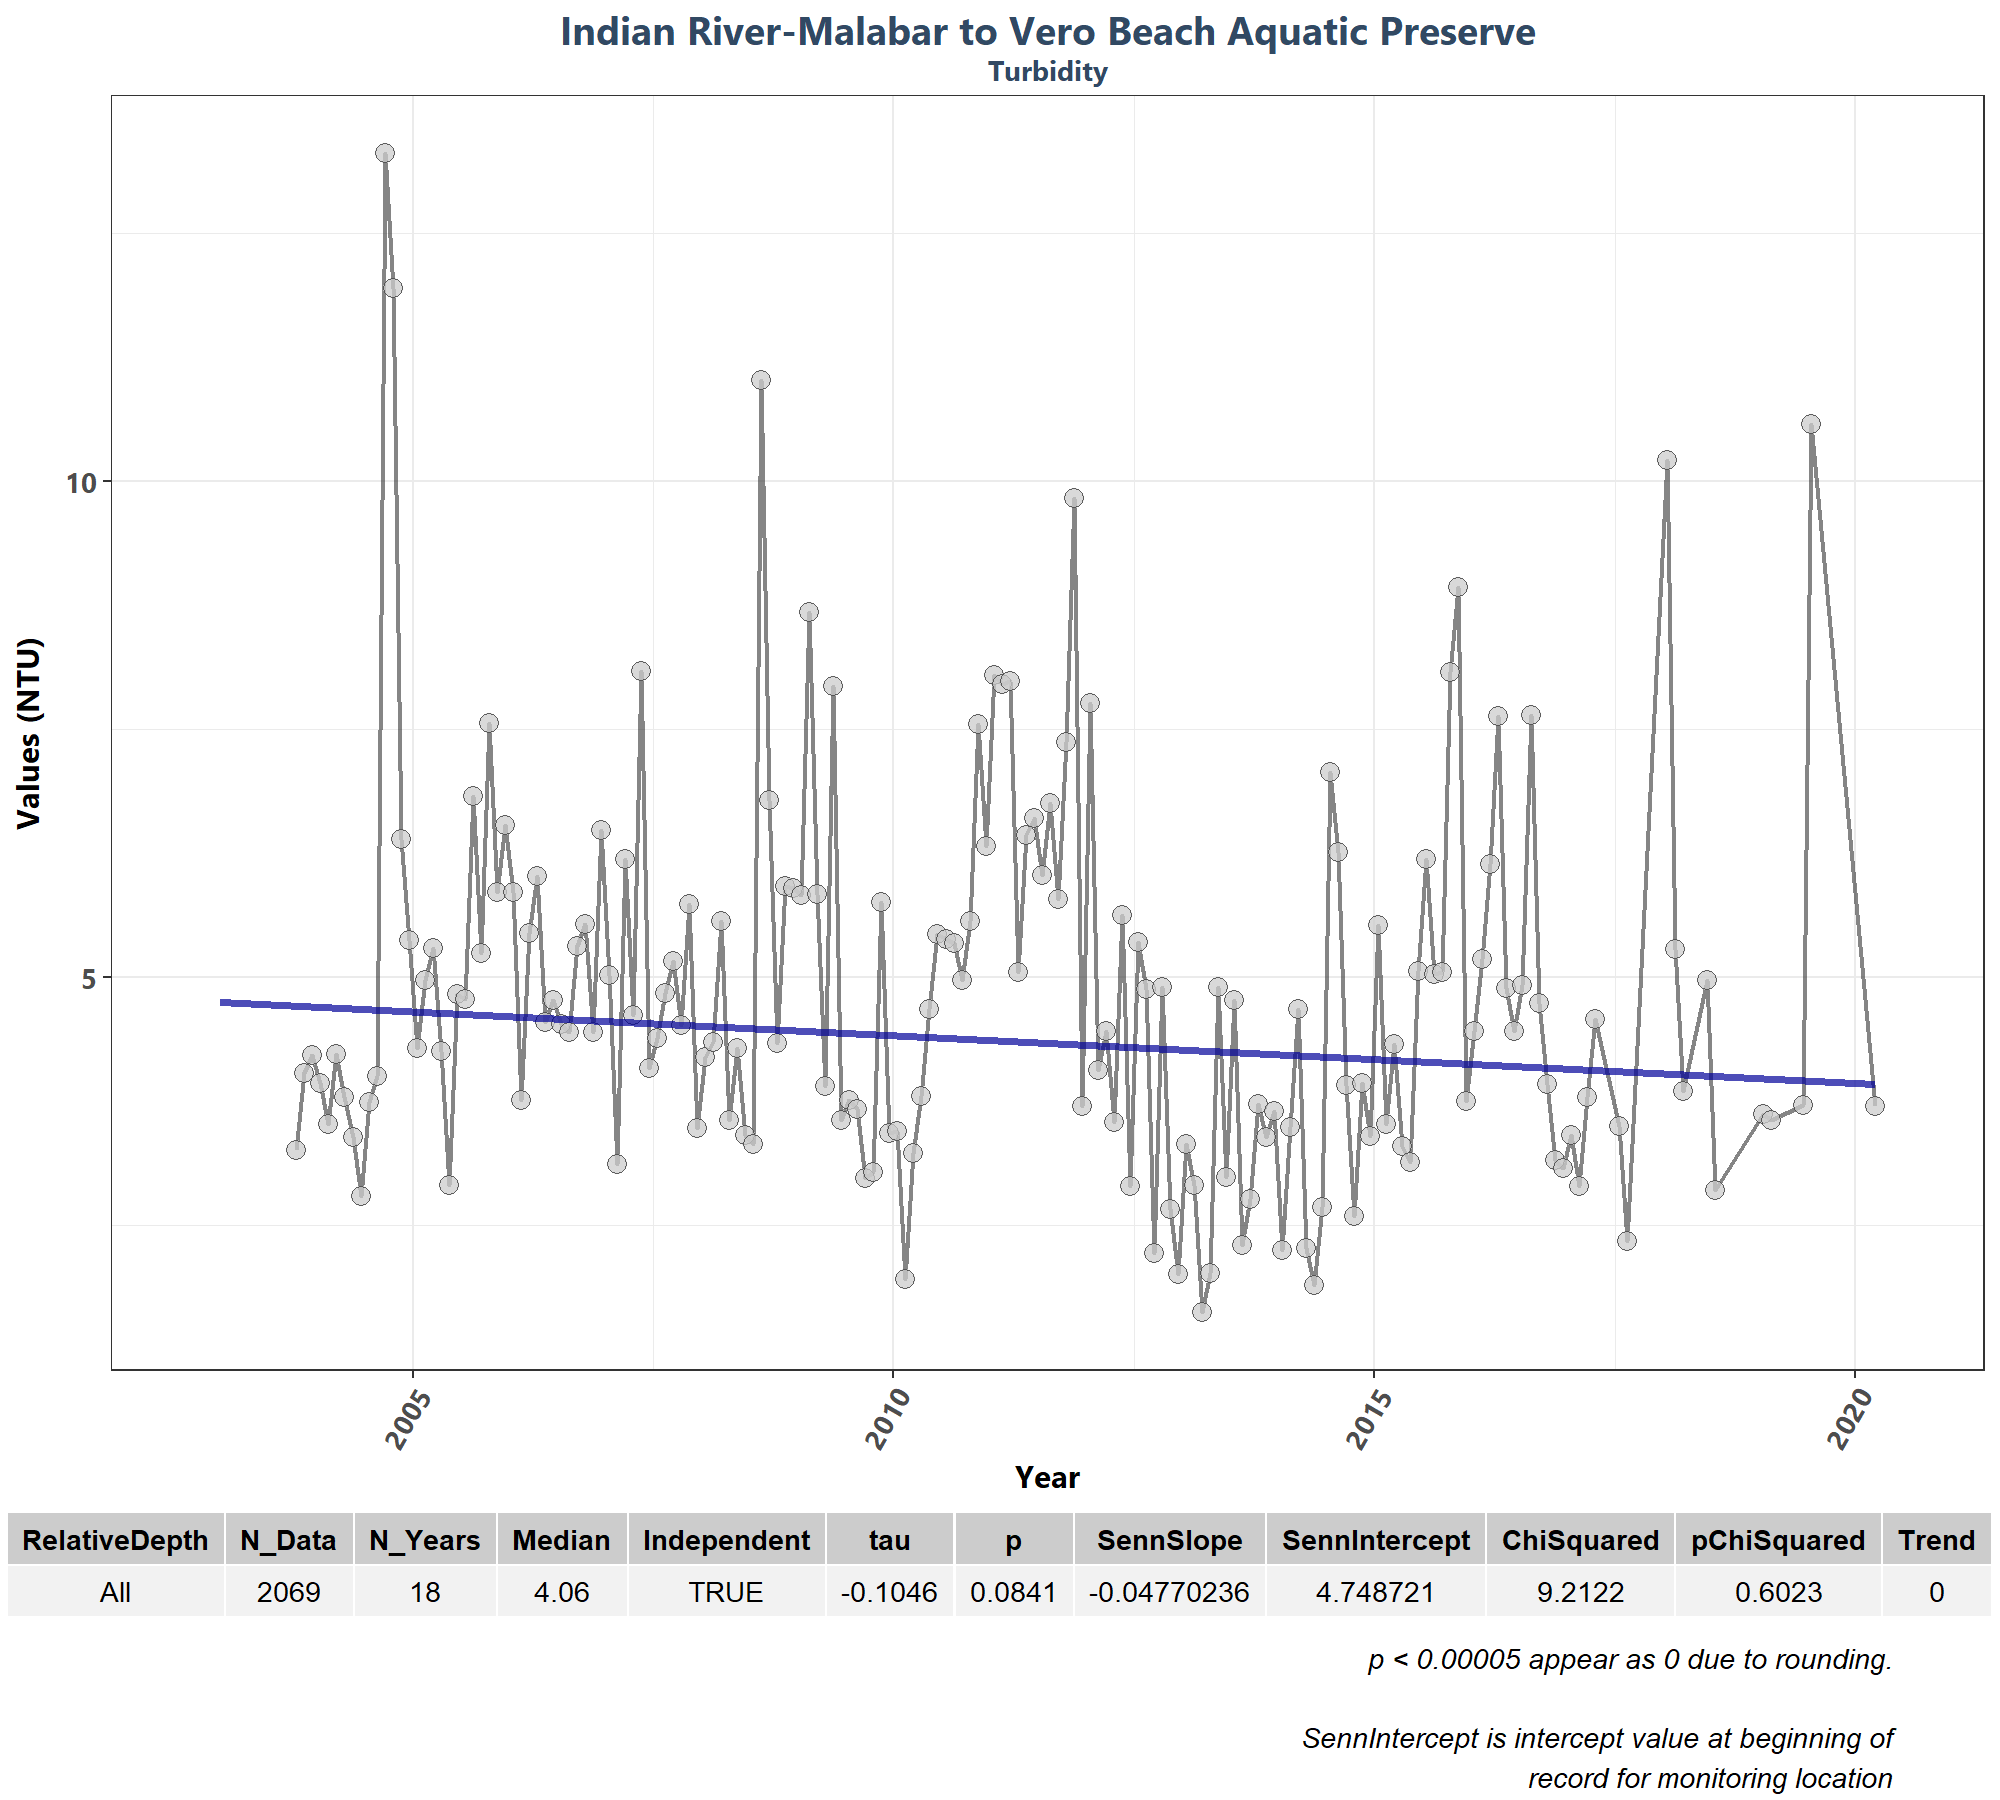 Indian River-Malabar to Vero Beach Aquatic Preserve
Turbidity
Values (NTU)
10
5
2005
2010
2015
2020
Year
RelativeDepth N_Data N_Years Median Independent tau p SennSlope SennIntercept ChiSquared pChiSquared Trend
All 2069 18 4.06 TRUE -0.1046 0.0841 -0.04770236 4.748721 9.2122 0.6023 0
p < 0.00005 appear as 0 due to rounding.
SennIntercept is intercept value at beginning of
record for monitoring location